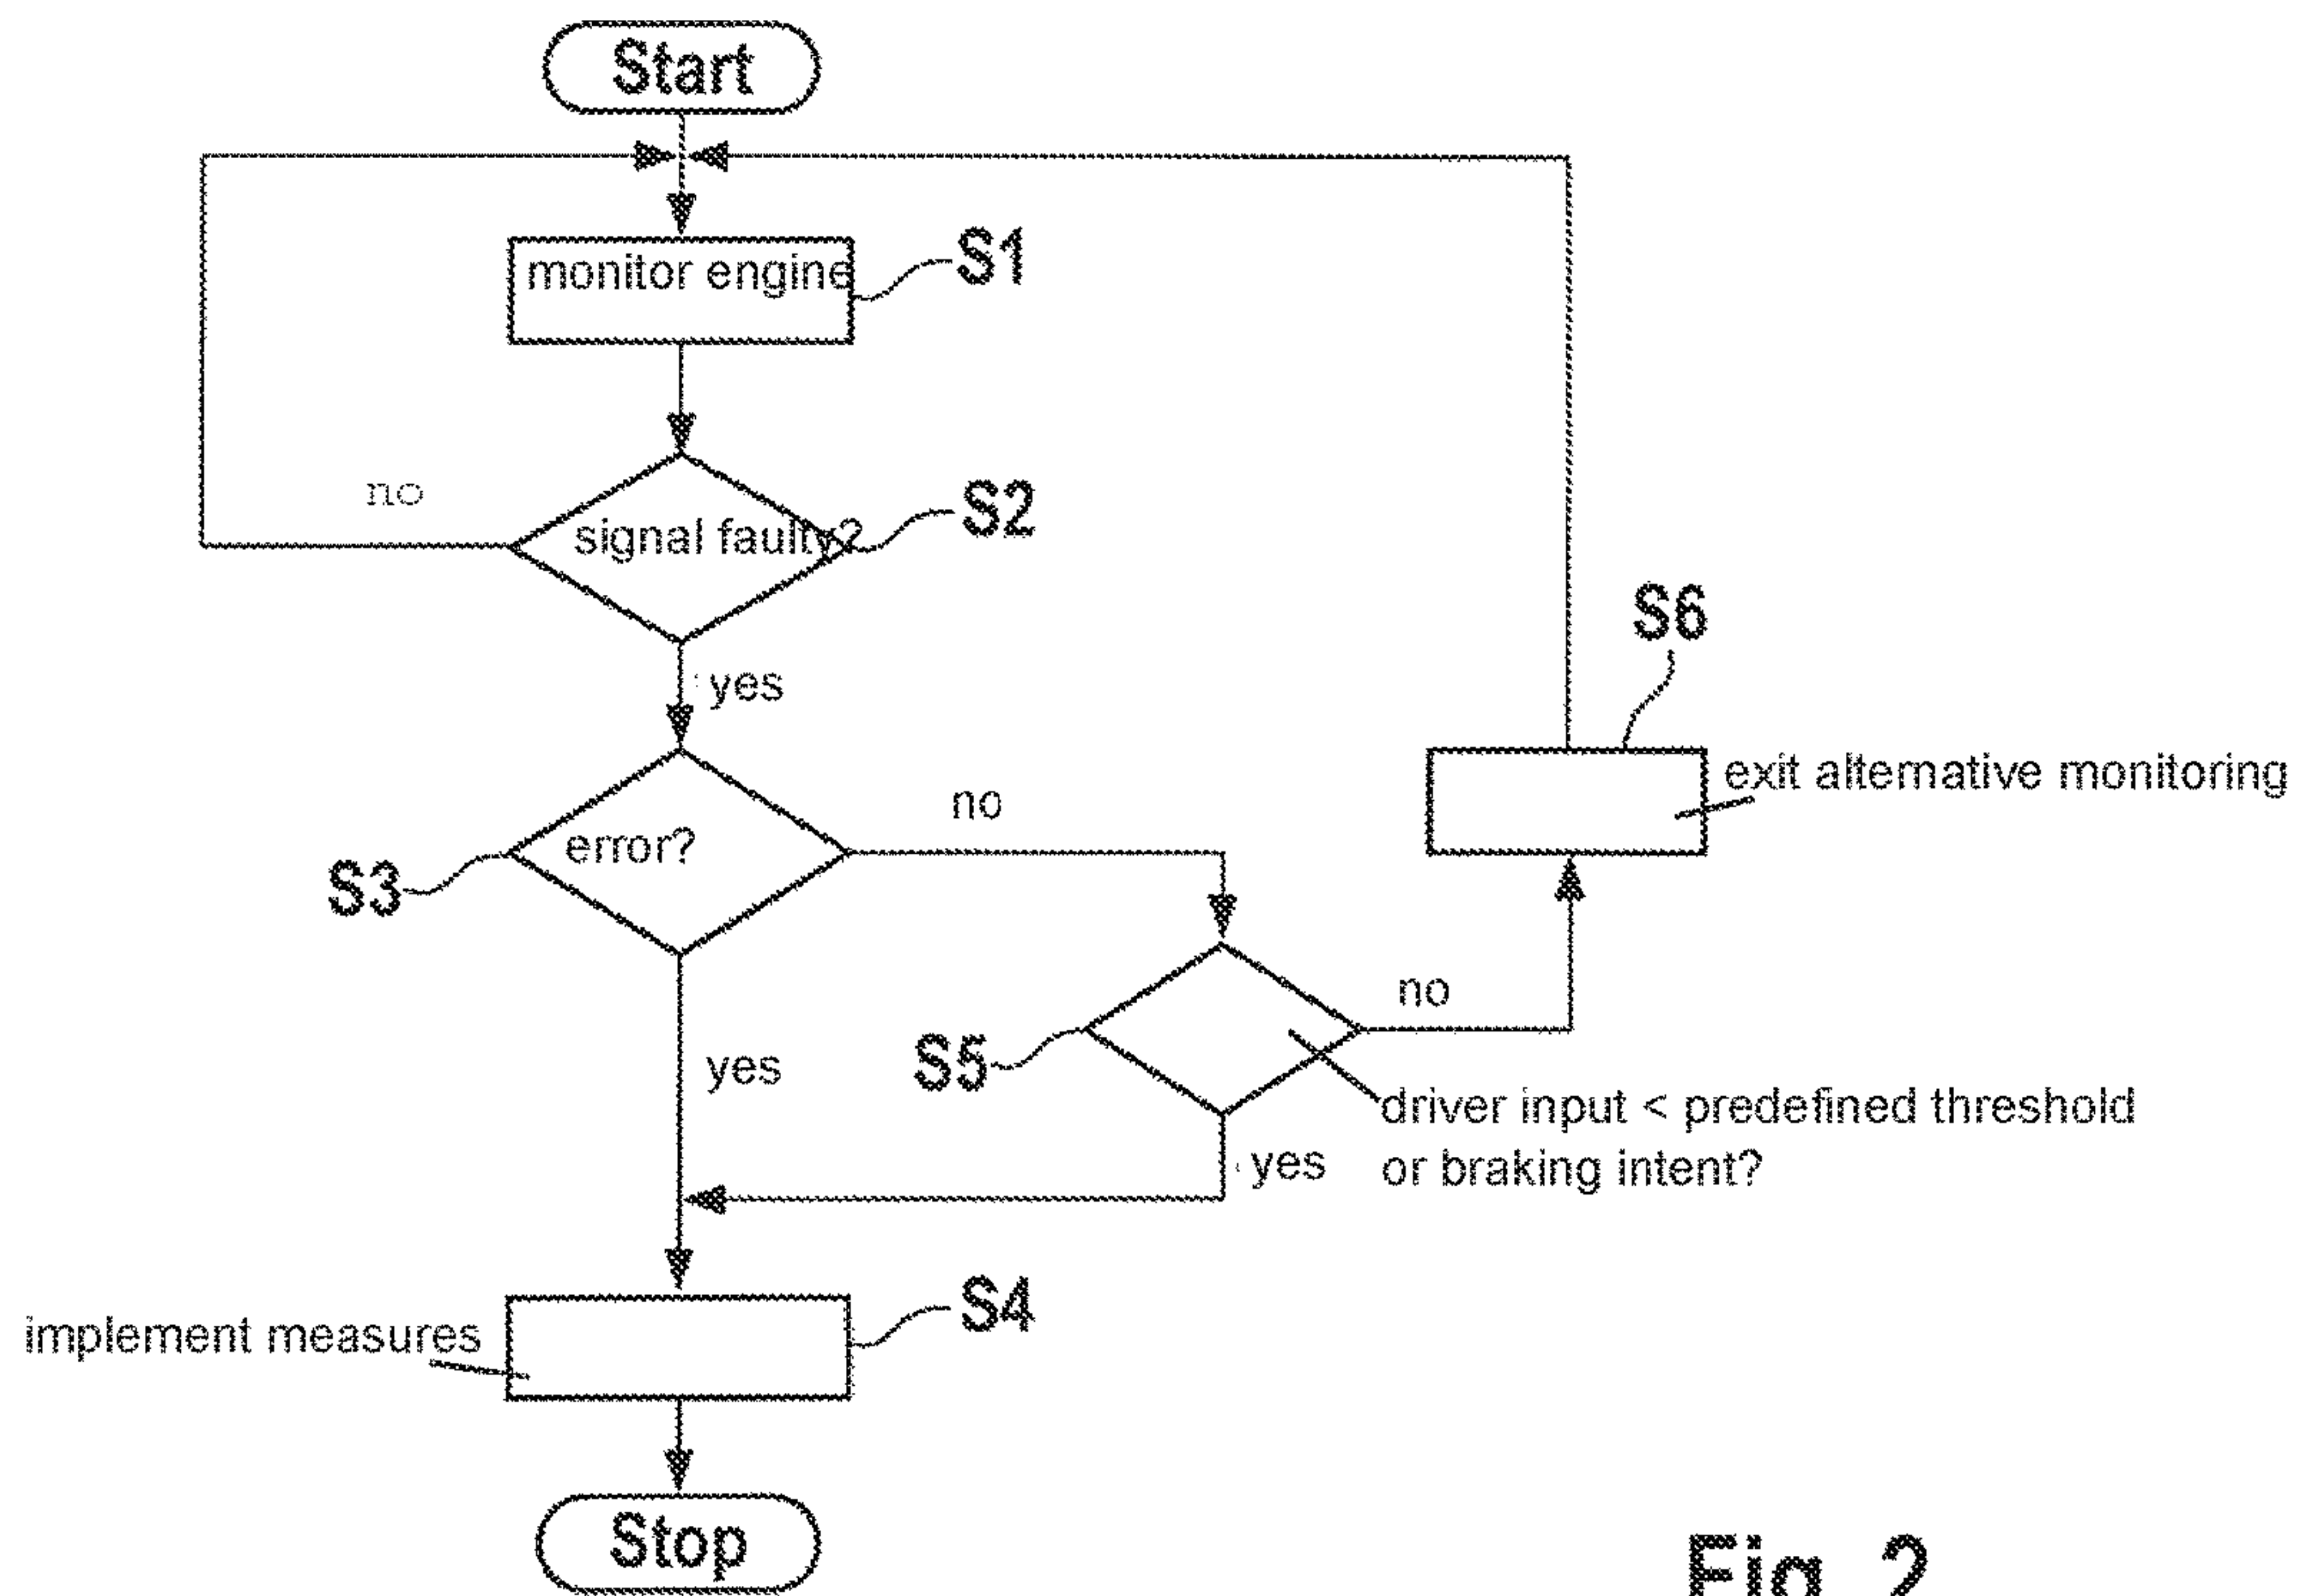 Start
monitor engine
S1
no
signal faulty?
S2
yes
S6
exit alternative monitoring
no
error?
S3
no
S5
yes
driver input < predefined threshold
or braking intent?
yes
S4
implement measures
Stop
Fig. 2